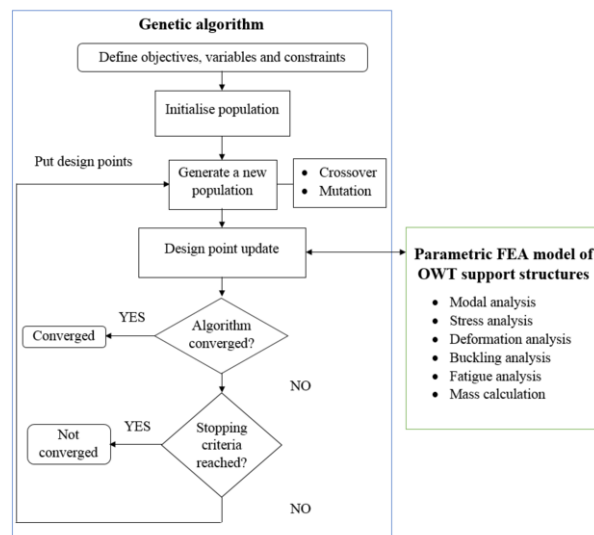 Genetic algorithm
Define objectives, variables and constraints
Initialise population
Put design points
Generate a new
population
• Crossover
• Mutation
Design point update
Parametric FEA model of
OWT support structures
• Modal analysis
• Stress analysis
• Deformation analysis
• Buckling analysis
• Fatigue analysis
• Mass calculation
YES
Converged
Algorithm
converged?
NO
YES
Not
converged
Stopping
criteria
reached?
NO